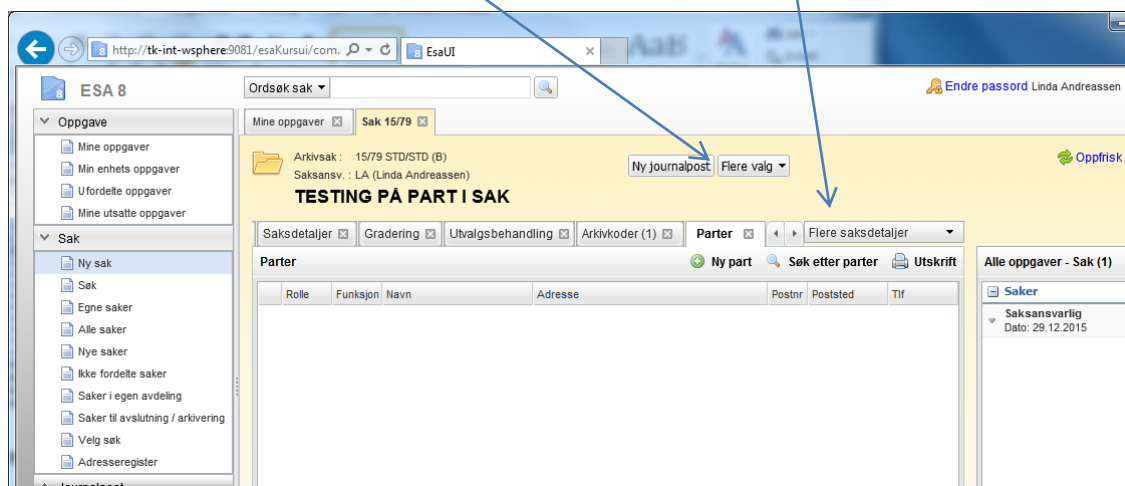 http://tk-int-wsphere:9081/esaKursui/com.
EsaUI
ESA 8
Ordsøk sak
Endre passord Linda Andreassen
Oppgave
Mine oppgaver
Min enhets oppgaver
Ufordelte oppgaver
Mine utsatte oppgaver
Sak
Ny sak
Søk
Egne saker
Alle saker
Nye saker
Ikke fordelte saker
Saker i egen avdeling
Saker til avslutning / arkivering
Velg søk
Adresseregister
Mine oppgaver Sak 15/79
Arkivsak : 15/79 STD/STD (B)
Saksansv. : LA (Linda Andreassen)
TESTING PÅ PART I SAK
Ny journalpost Flere valg
Oppfrisk
Saksdetaljer Gradering Utvalgsbehandling Arkivkoder (1) Parter Flere saksdetaljer
Parter Ny part Søk etter parter Utskrift
Rolle Funksjon Navn Adresse Postnr Poststed Tlf
Alle oppgaver - Sak (1)
Saker
Saksansvarlig
Dato: 29.12.2015